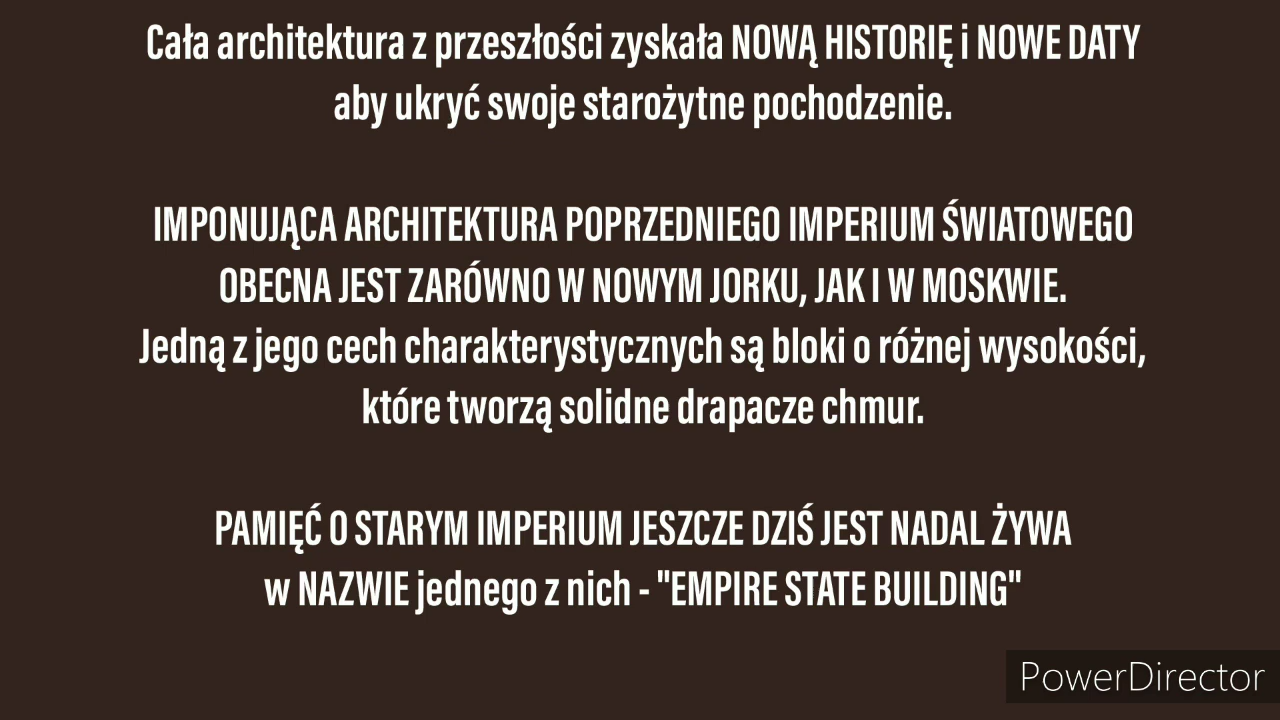 Cała architektura z przeszłości zyskała NOWĄ HISTORIĘ i NOWE DATY
aby ukryć swoje starożytne pochodzenie.
IMPONUJĄCA ARCHITEKTURA POPRZEDNIEGO IMPERIUM ŚWIATOWEGO
OBECNA JEST ZARÓWNO W NOWYM JORKU, JAK I W MOSKWIE.
Jedną z jego cech charakterystycznych są bloki o różnej wysokości,
które tworzą solidne drapacze chmur.
PAMIĘĆ O STARYM IMPERIUM JESZCZE DZIŚ JEST NADAL ŻYWA
w NAZWIE jednego z nich - "EMPIRE STATE BUILDING"
PowerDirector